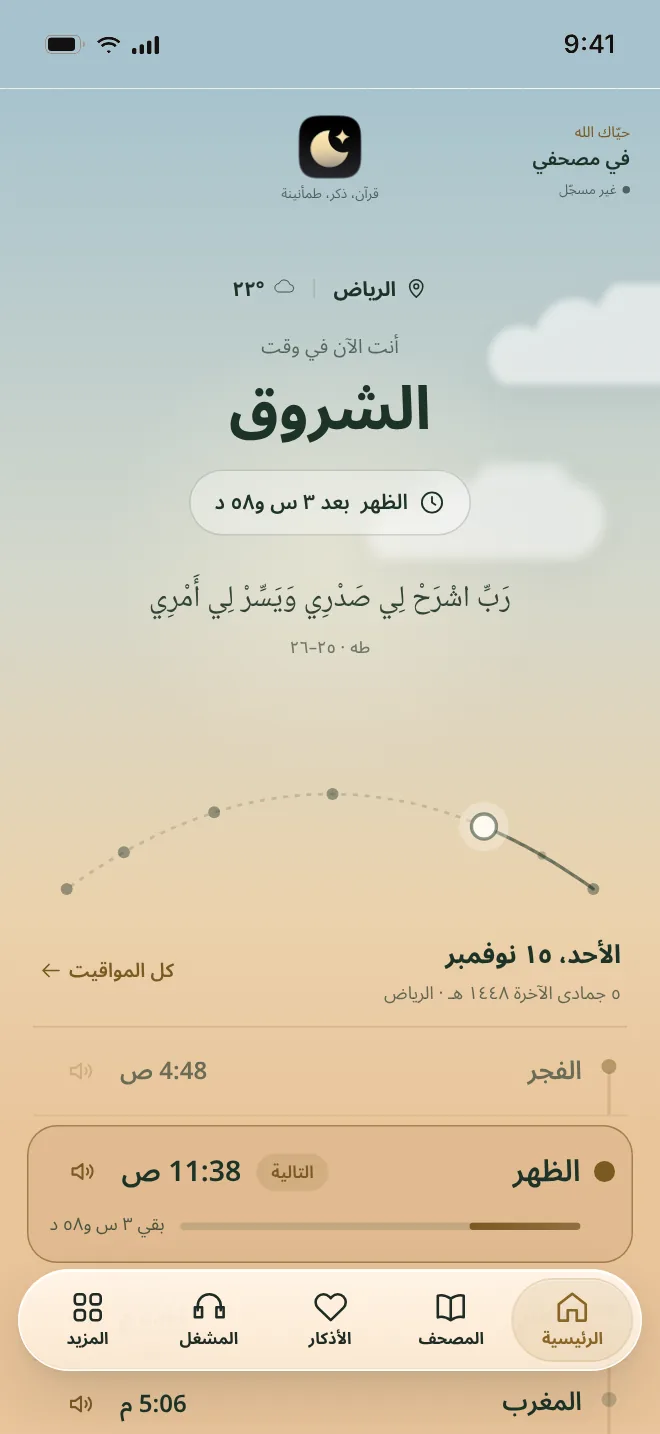 9:41
حيّاك الله
في مصحفي
غير مسجّل
قرآن، ذكر، طمأنينة
الرياض
٢٢°
أنت الآن في وقت
الشروق
الظهر بعد ٣ س و٥٨ د
رَبِّ اشْرَحْ لِي صَدْرِي وَيَسِّرْ لِي أَمْرِي
طه · ٢٥–٢٦
الأحد، ١٥ نوفمبر
كل المواقيت ←
٥ جمادى الآخرة ١٤٤٨ هـ · الرياض
الفجر 4:48 ص
الظهر التالية 11:38 ص
بقي ٣ س و٥٨ د
الرئيسية المصحف الأذكار المشغل المزيد
المغرب 5:06 م